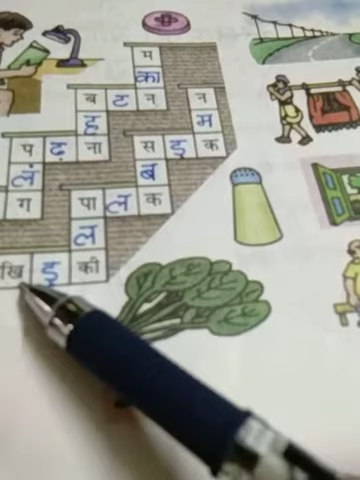 म
का
ब ट न न
ह म
प ढ़ ना स ड़ क
लं ब
ग पा ल क
ल
खि ड़ की